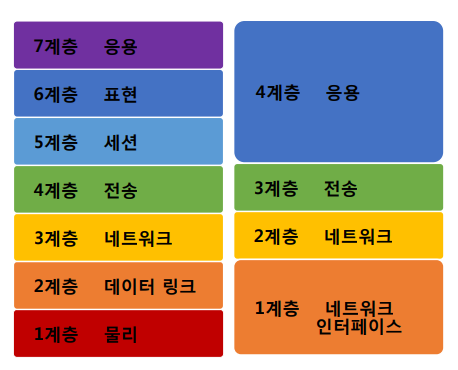 7계층 응용
6계층 표현
5계층 세션
4계층 전송
3계층 네트워크
2계층 데이터 링크
1계층 물리
4계층 응용
3계층 전송
2계층 네트워크
1계층 네트워크
인터페이스